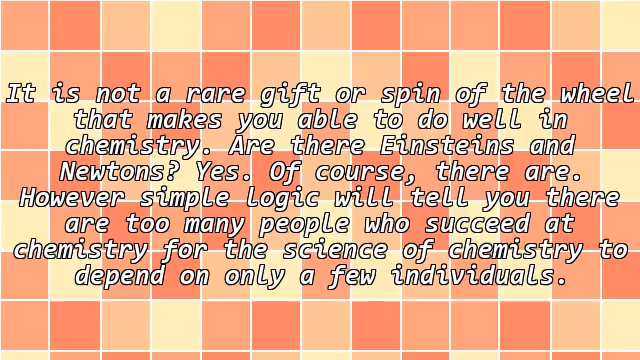 It is not a rare gift or spin of the wheel
that makes you able to do well in
chemistry. Are there Einsteins and
Newtons? Yes. Of course, there are.
However simple logic will tell you there
are too many people who succeed at
chemistry for the science of chemistry to
depend on only a few individuals.